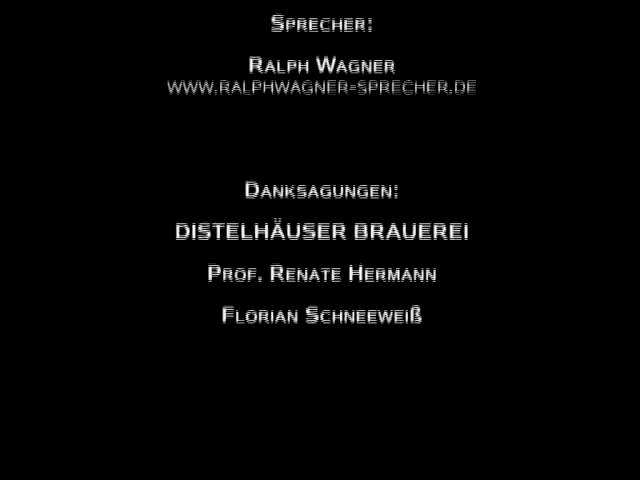 Sprecher:
Ralph Wagner
www.ralphwagner-sprecher.de
Danksagungen:
DISTELHÄUSER BRAUEREI
Prof. Renate Hermann
Florian Schneeweiß